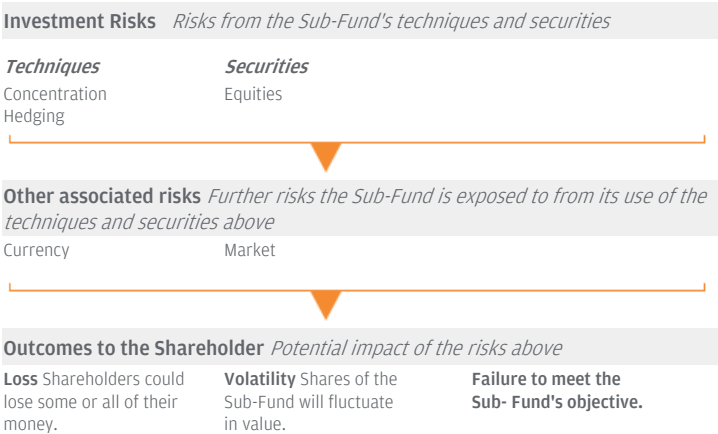 Investment Risks Risks from the Sub-Fund's techniques and securities
Techniques Securities
Concentration Equities
Hedging
Other associated risks Further risks the Sub-Fund is exposed to from its use of the
techniques and securities above
Currency Market
Outcomes to the Shareholder Potential impact of the risks above
Loss Shareholders could
lose some or all of their
money.
Volatility Shares of the
Sub-Fund will fluctuate
in value.
Failure to meet the
Sub- Fund's objective.